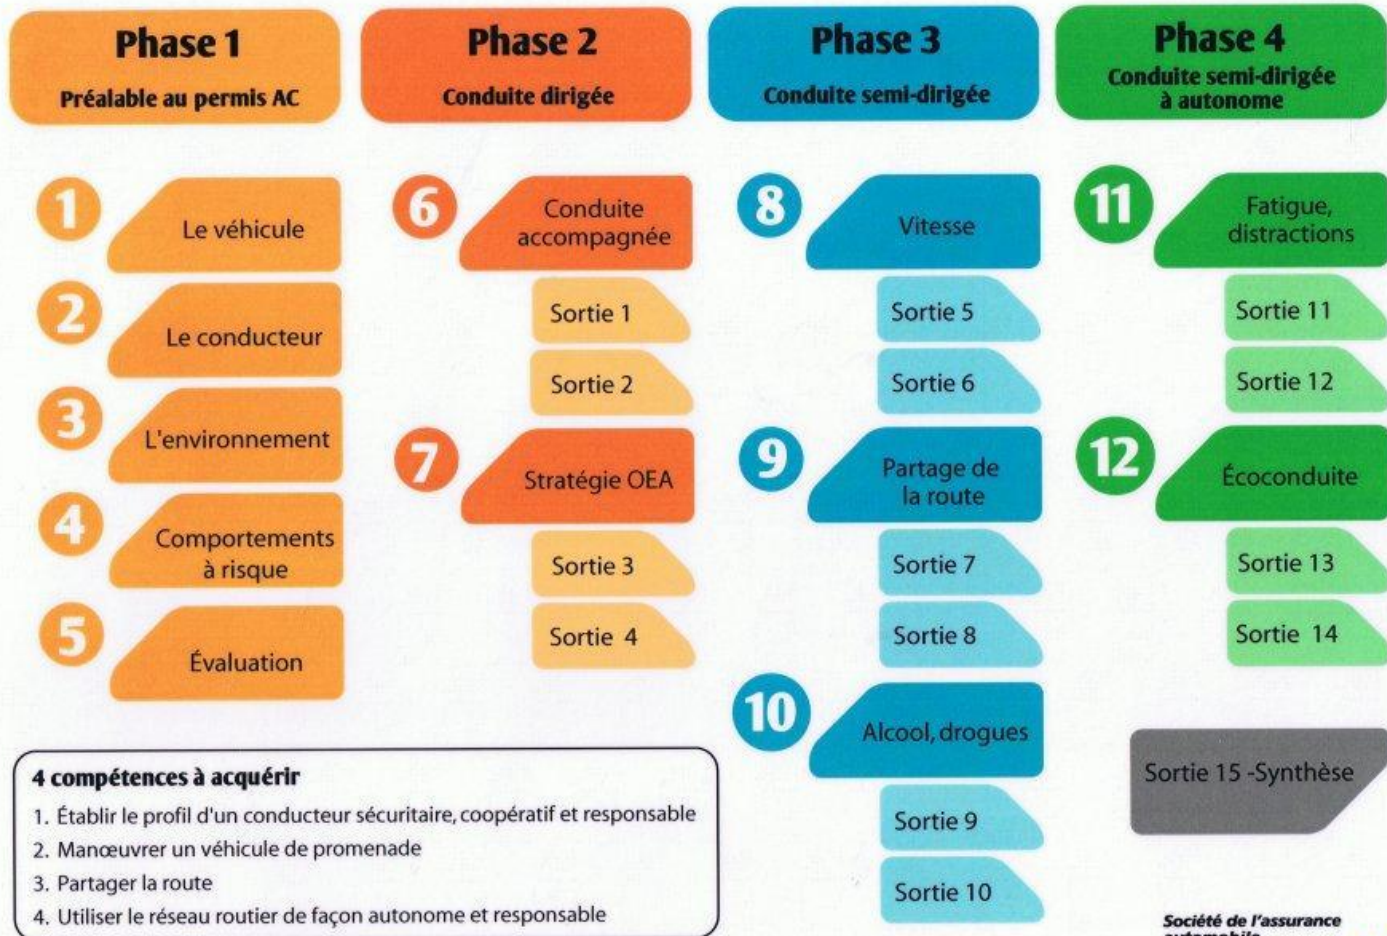 Phase 1
Préalable au permis AC
1
Le véhicule
2
Le conducteur
3
L'environnement
4
Comportements
à risque
5
Évaluation
Phase 2
Conduite dirigée
6
Conduite
accompagnée
Sortie 1
Sortie 2
7
Stratégie OEA
Sortie 3
Sortie 4
Phase 3
Conduite semi-dirigée
8
Vitesse
Sortie 5
Sortie 6
9
Partage de
la route
Sortie 7
Sortie 8
10
Alcool, drogues
Sortie 9
Sortie 10
Phase 4
Conduite semi-dirigée
à autonome
11
Fatigue,
distractions
Sortie 11
Sortie 12
12
Écoconduite
Sortie 13
Sortie 14
Sortie 15 -Synthèse
4 compétences à acquérir
1. Établir le profil d'un conducteur sécuritaire, coopératif et responsable
2. Manœuvrer un véhicule de promenade
3. Partager la route
4. Utiliser le réseau routier de façon autonome et responsable
Société de l'assurance
automobile